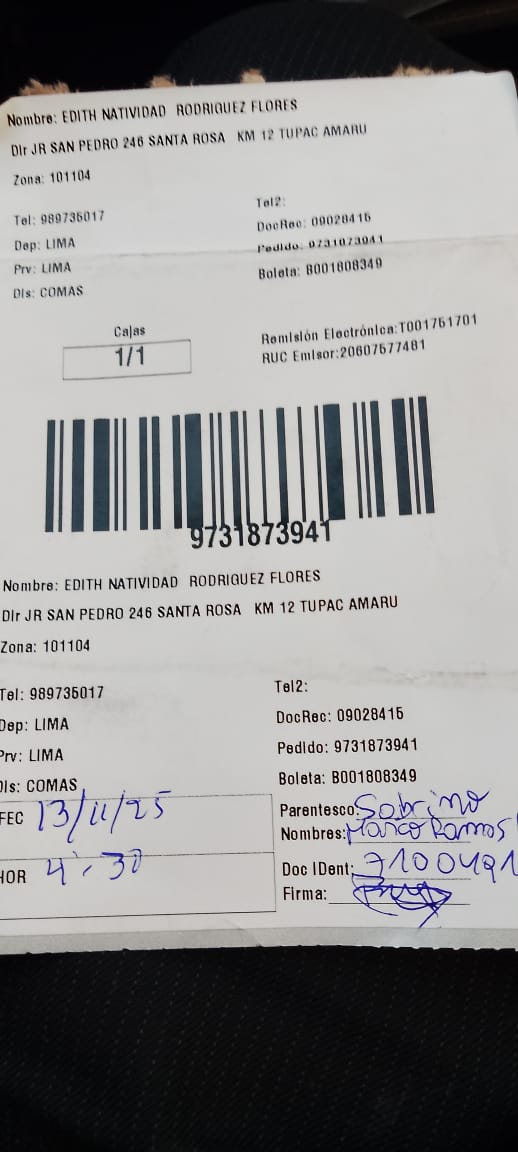 Nombre: EDITH NATIVIDAD RODRIQUEZ FLORES
Dir JR SAN PEDRO 246 SANTA ROSA KM 12 TUPAC AMARU
Zona: 101104
Tel: 989735017 Tel2:
Dep: LIMA DocRec: 09028415
Prv: LIMA Pedido: 9731873941
Dis: COMAS Boleta: B001808349
Cajas
1/1
Remisión Electrónica:T001751701
RUC Emisor:20607577481
9731873941
Nombre: EDITH NATIVIDAD RODRIQUEZ FLORES
Dir JR SAN PEDRO 246 SANTA ROSA KM 12 TUPAC AMARU
Zona: 101104
Tel: 989735017 Tel2:
Dep: LIMA DocRec: 09028415
Prv: LIMA Pedido: 9731873941
Dis: COMAS Boleta: B001808349
FEC 13/11/25 Parentesco: Sobrino
Nombres: Marco Ramos
HOR 4:30 Doc IDent: 7100491
Firma: